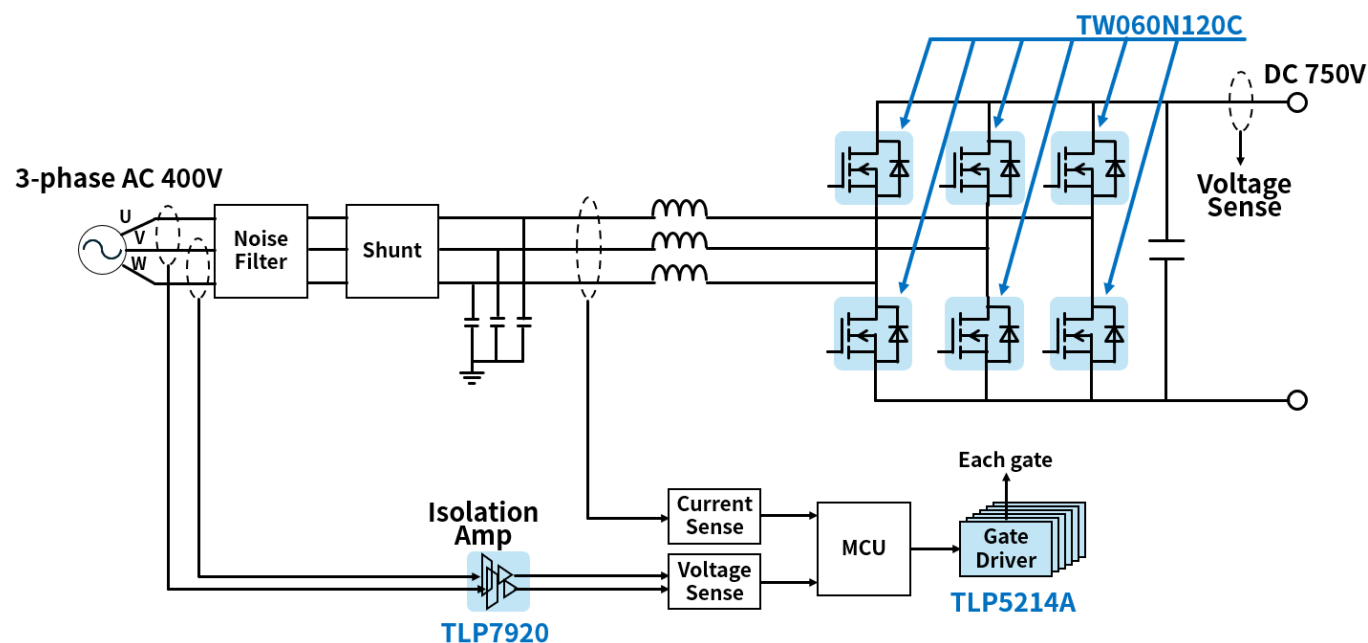 TW060N120C
DC 750V
Voltage
Sense
3-phase AC 400V
U
V
W
Noise
Filter
Shunt
Each gate
Isolation
Amp
Current
Sense
MCU
Gate
Driver
Voltage
Sense
TLP5214A
TLP7920